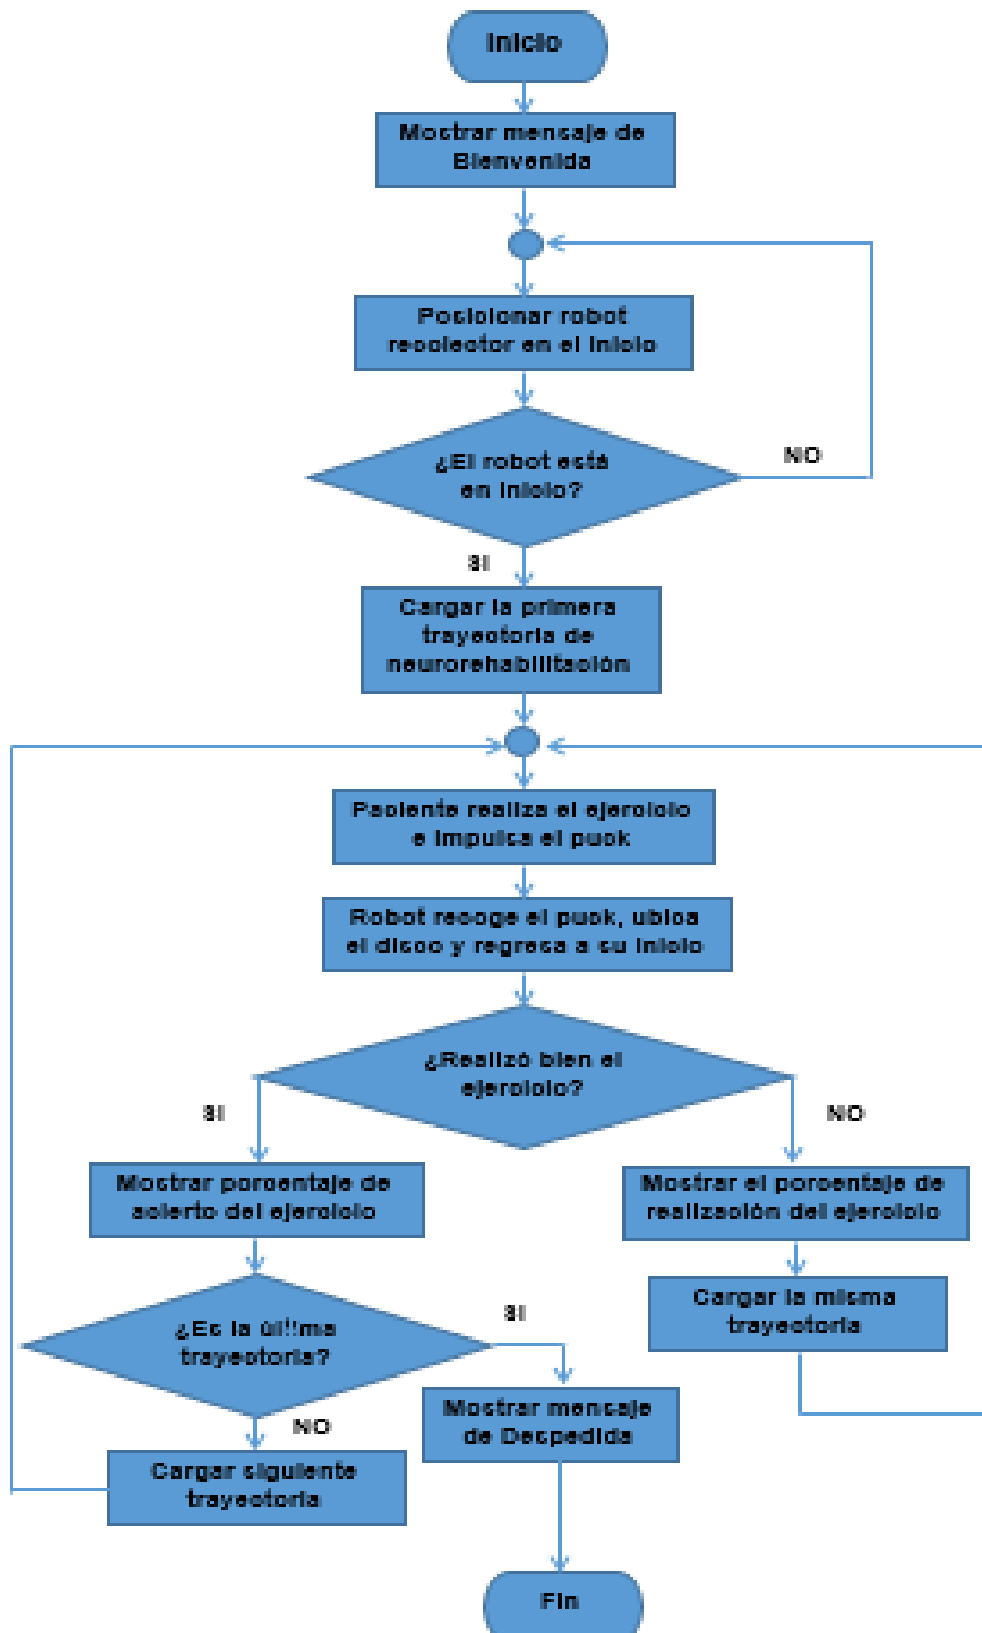 Inicio
Mostrar mensaje de
Bienvenida
Posicionar robot
recolector en el inicio
¿El robot está
en inicio?
NO
SI
Cargar la primera
trayectoria de
neurorehabilitación
Paciente realiza el ejercicio
e impulsa el puck
Robot recoge el puck, ubica
el disco y regresa a su inicio
¿Realizó bien el
ejercicio?
SI
NO
Mostrar porcentaje de
acierto del ejercicio
Mostrar el porcentaje de
realización del ejercicio
Cargar la misma
trayectoria
¿Es la última
trayectoria?
SI
NO
Mostrar mensaje
de Despedida
Cargar siguiente
trayectoria
Fin